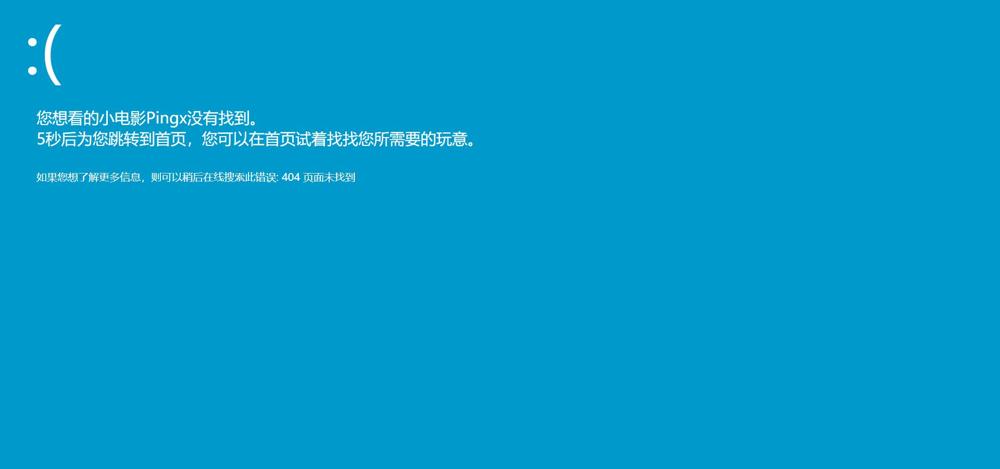 :(
您想看的小电影Pingx没有找到。
5秒后为您跳转到首页，您可以在首页试着找找您所需要的玩意。
如果您想了解更多信息，则可以稍后在线搜索此错误: 404 页面未找到